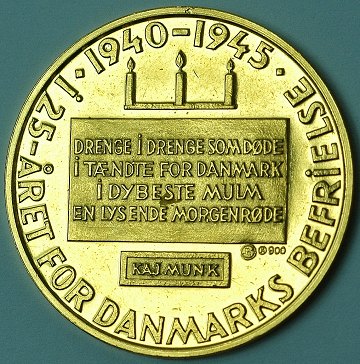 · 1940-1945 ·
I 25-ÅRET FOR DANMARKS BEFRIELSE
DRENGE I DRENGE SOM DØDE
I TÆNDTE FOR DANMARK
I DYBESTE MULM
EN LYSENDE MORGENRØDE
900
KAJ MUNK